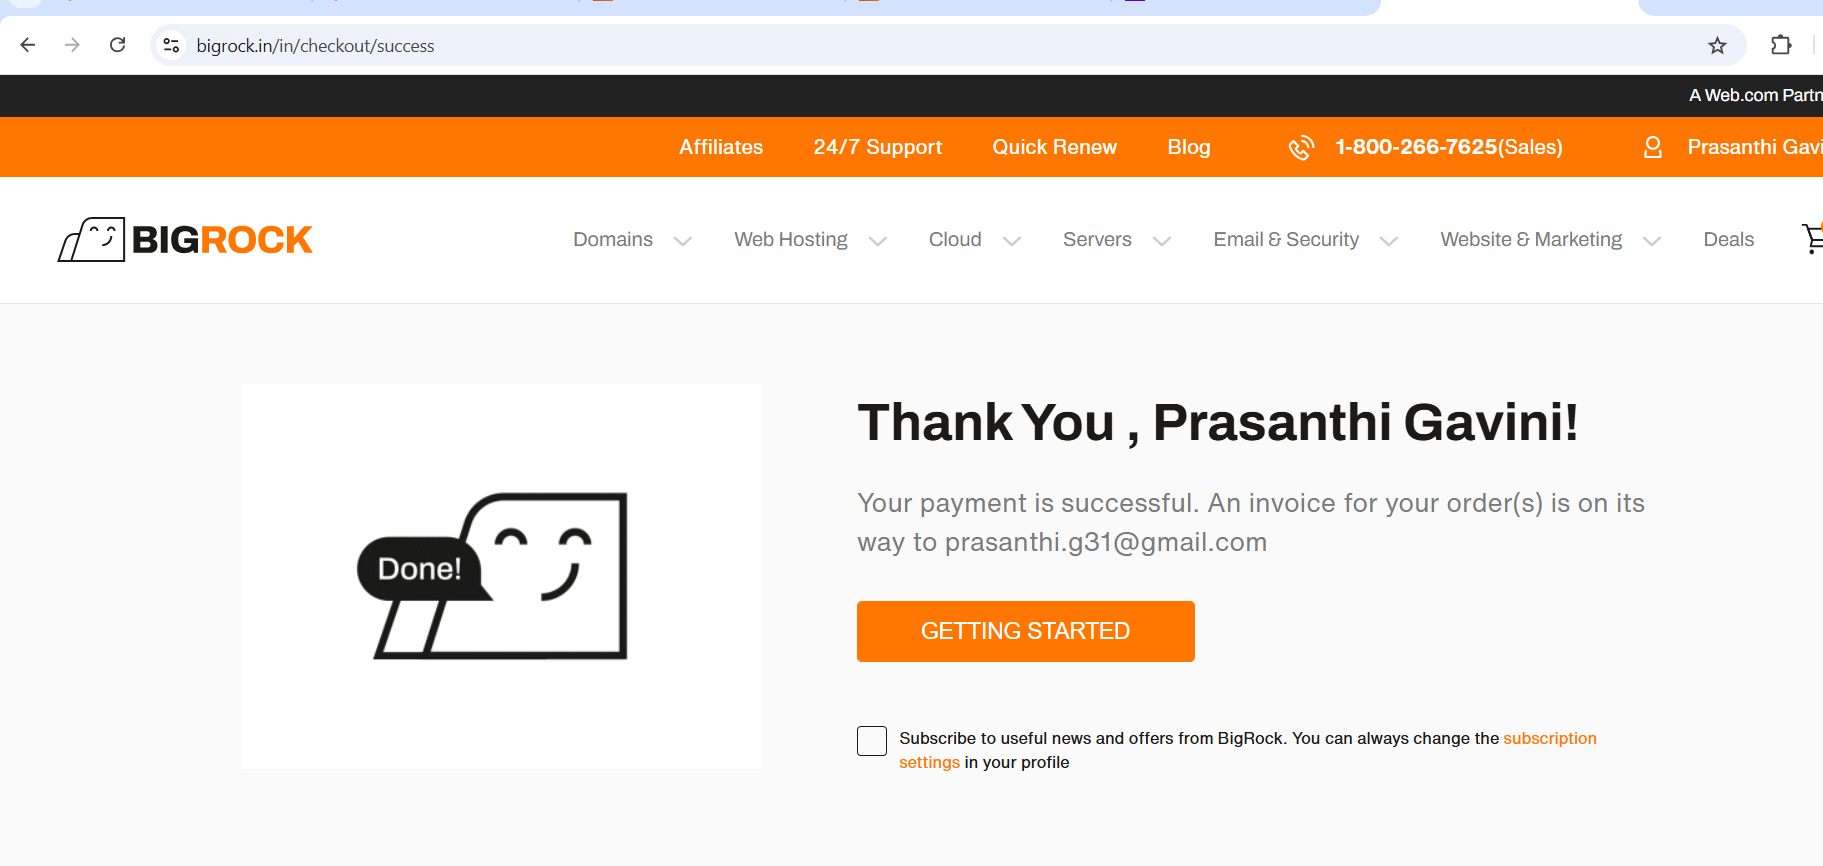 bigrock.in/in/checkout/success
A Web.com
Affiliates 24/7 Support Quick Renew Blog 1-800-266-7625(Sales) Prasanthi
BIGROCK Domains Web Hosting Cloud Servers Email & Security Website & Marketing Deals
Thank You , Prasanthi Gavini!
Your payment is successful. An invoice for your order(s) is on its
way to prasanthi.g31@gmail.com
Done!
GETTING STARTED
Subscribe to useful news and offers from BigRock. You can always change the subscription
settings in your profile